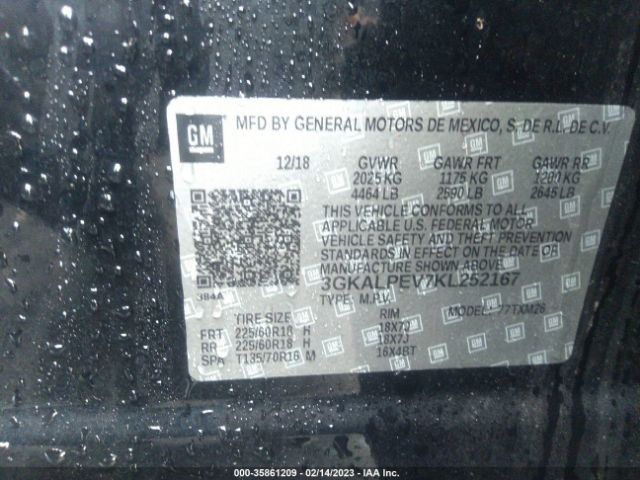 GM
MFD BY GENERAL MOTORS DE MEXICO, S. DE R.L. DE C.V.
12/18 GVWR GAWR FRT GAWR RR
2025 KG 1175 KG 1200 KG
4464 LB 2590 LB 2645 LB
THIS VEHICLE CONFORMS TO ALL
APPLICABLE U.S. FEDERAL MOTOR
VEHICLE SAFETY AND THEFT PREVENTION
STANDARDS IN EFFECT ON THE DATE OF
MANUFACTURE SHOWN ABOVE.
384A 3GKALPEV7KL252167
TYPE: M.P.V. MODEL: 77TXM26
TIRE SIZE RIM
FRT 225/60R18 H 18X7J
RR 225/60R18 H 18X7J
SPA T135/70R16 M 16X4BT
000-35861209 - 02/14/2023 - IAA Inc.